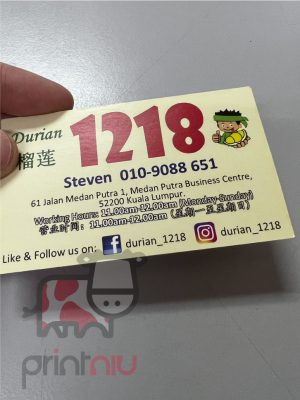 Durian 1218
榴莲
Steven 010-9088 651
61 Jalan Medan Putra 1, Medan Putra Business Centre,
52200 Kuala Lumpur.
Working Hours: 11.00am-12.00am (Monday-Sunday)
营业时间：11.00am-12.00am (星期一至星期日)
Like & Follow us on: f durian_1218 durian_1218
printniu